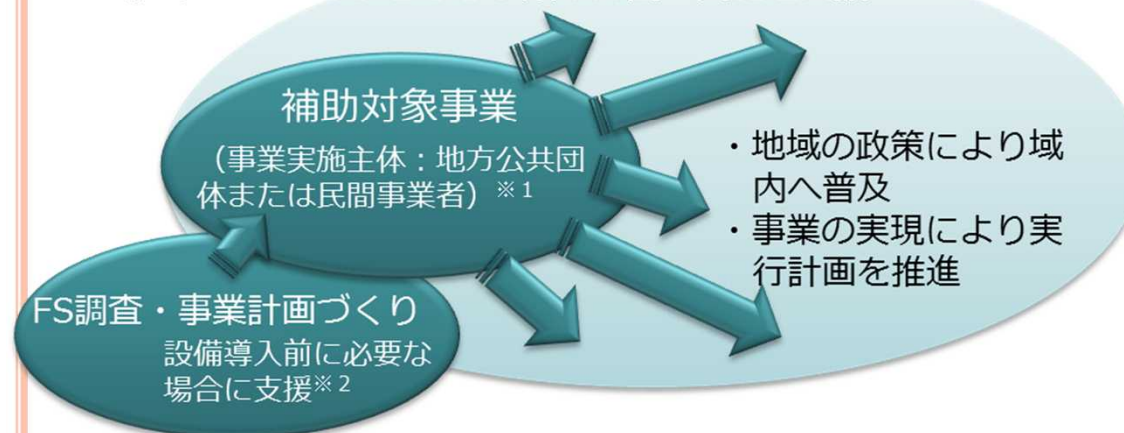 補助対象事業
（事業実施主体：地方公共団
体または民間事業者）※1
・地域の政策により域
内へ普及
・事業の実現により実
行計画を推進
FS調査・事業計画づくり
設備導入前に必要な
場合に支援※2